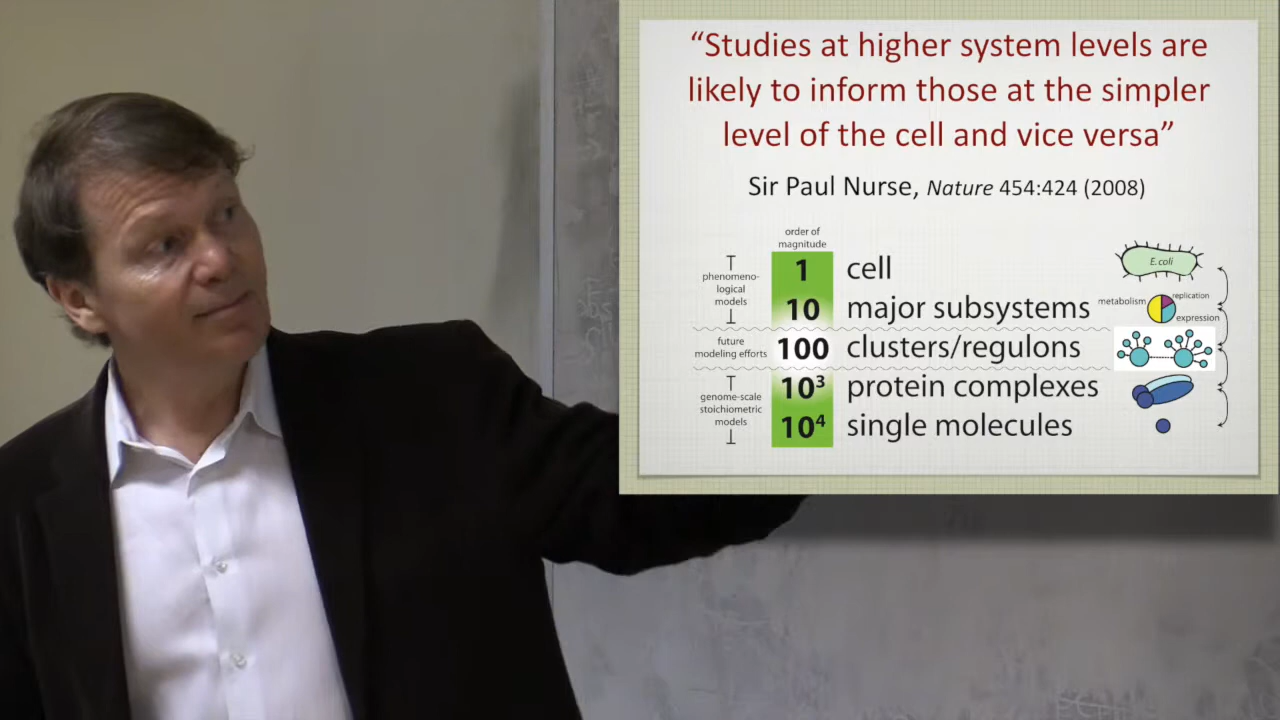 “Studies at higher system levels are
likely to inform those at the simpler
level of the cell and vice versa”
Sir Paul Nurse, Nature 454:424 (2008)
order of
magnitude
phenomeno-
logical
models
1 cell
E.coli
10 major subsystems
metabolism
replication
expression
future
modeling efforts
100 clusters/regulons
genome-scale
stoichiometric
models
10³ protein complexes
10⁴ single molecules